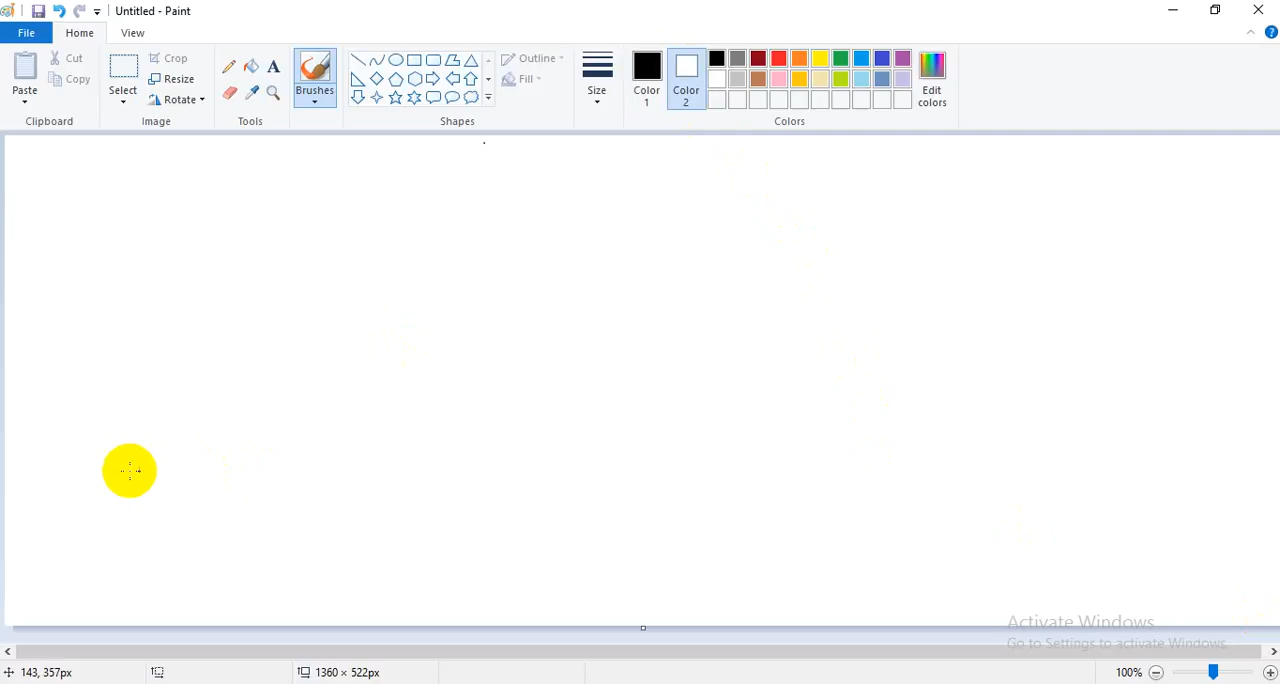 Untitled - Paint
File Home View
Paste
Cut
Copy
Clipboard
Select
Crop
Resize
Rotate
Image
A
Tools
Brushes
Shapes
Outline
Fill
Size
Color 1
Color 2
Edit colors
Colors
Activate Windows
Go to Settings to activate Windows.
143, 357px
1360 × 522px
100%